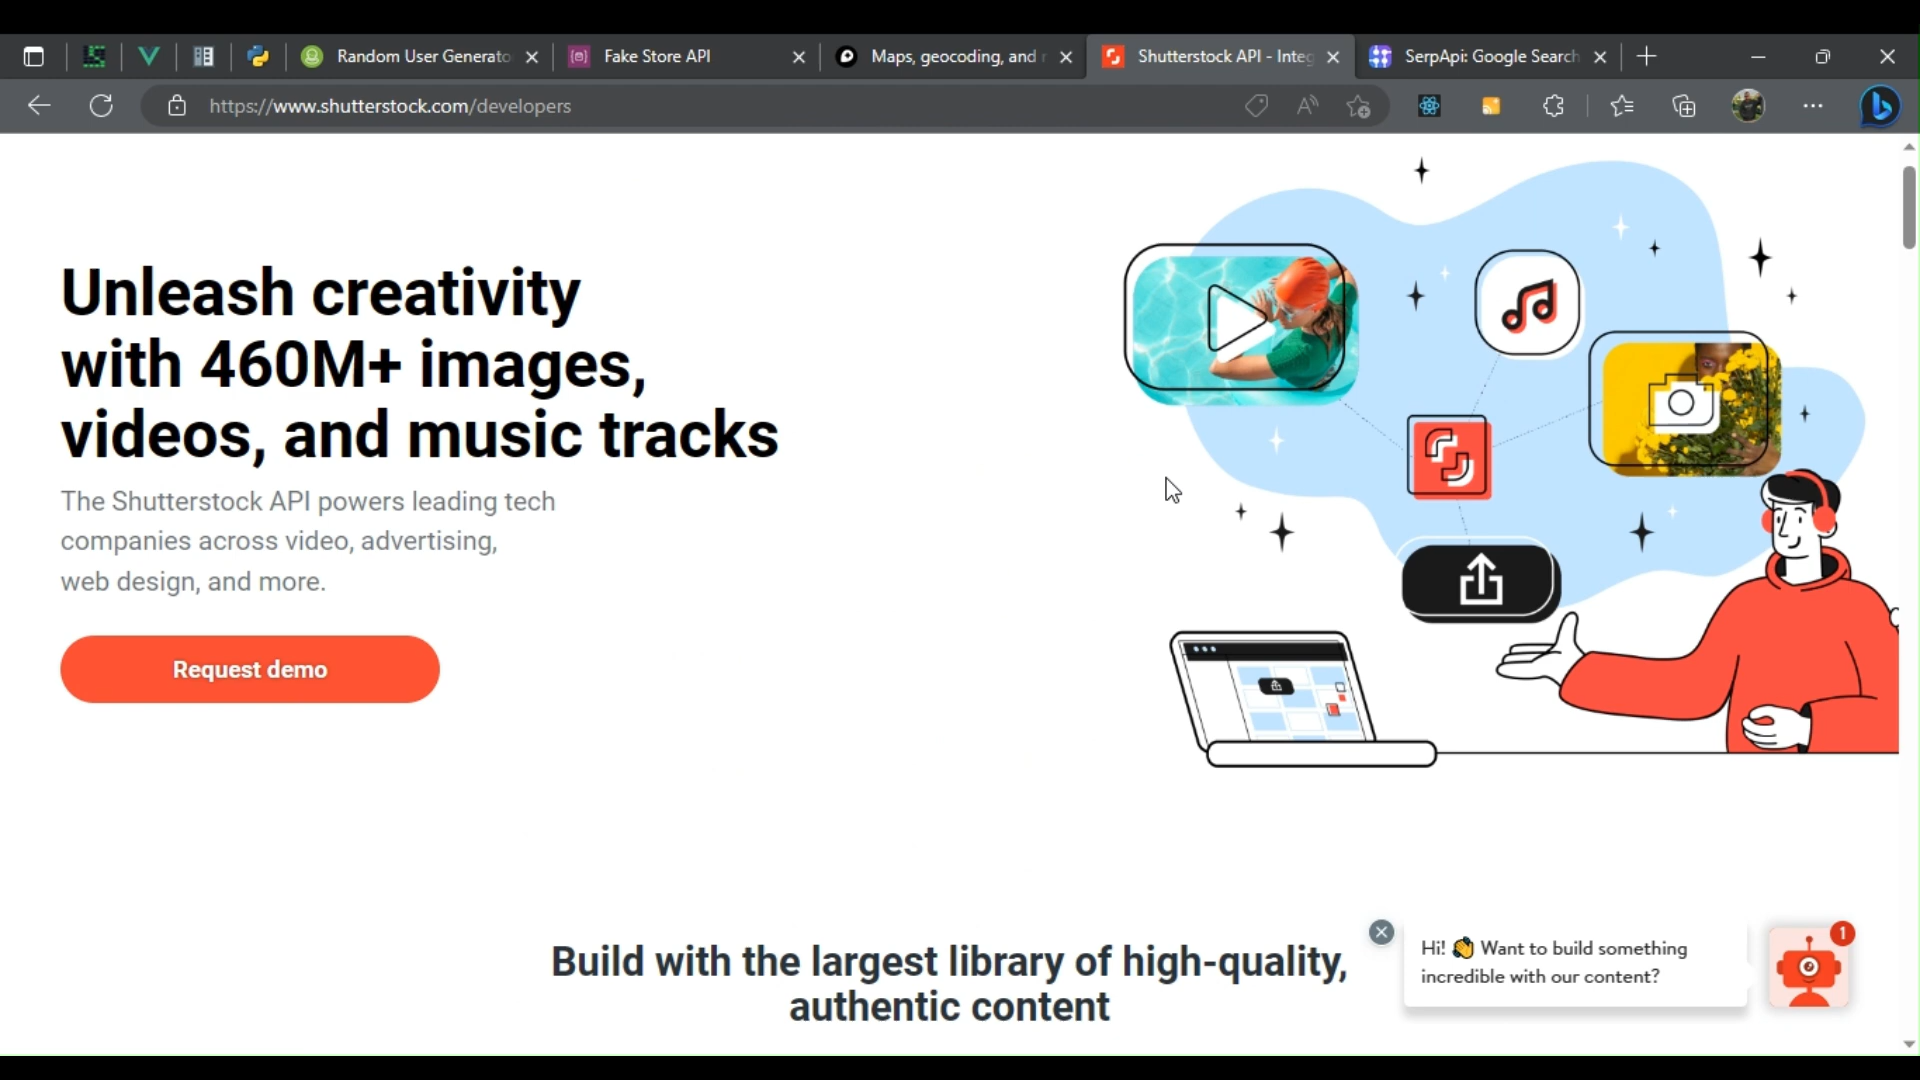 Random User Generato
Fake Store API
Maps, geocoding, and r
Shutterstock API - Integ
SerpApi: Google Search
https://www.shutterstock.com/developers
Unleash creativity
with 460M+ images,
videos, and music tracks
The Shutterstock API powers leading tech
companies across video, advertising,
web design, and more.
Request demo
Build with the largest library of high-quality,
authentic content
Hi! 👋 Want to build something
incredible with our content?
1